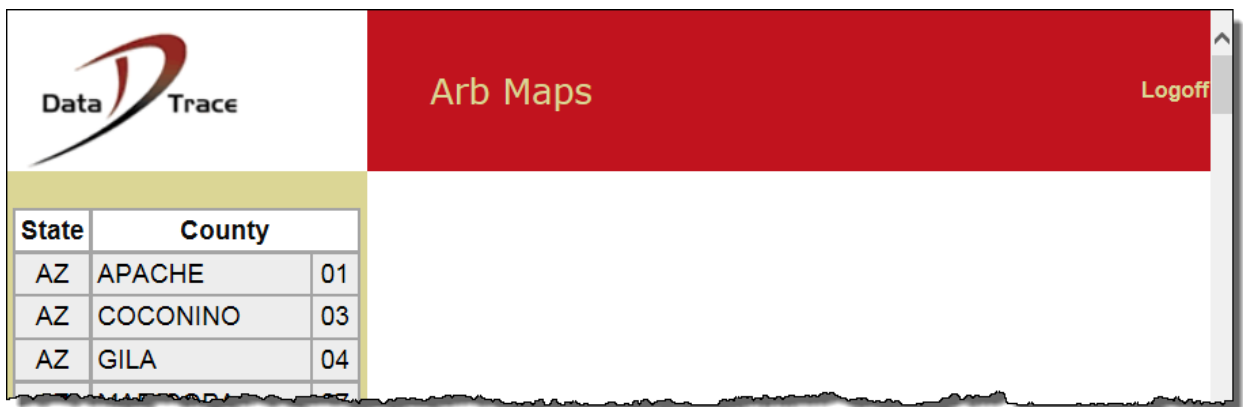 Data Trace
Arb Maps
Logoff
State County
AZ APACHE 01
AZ COCONINO 03
AZ GILA 04